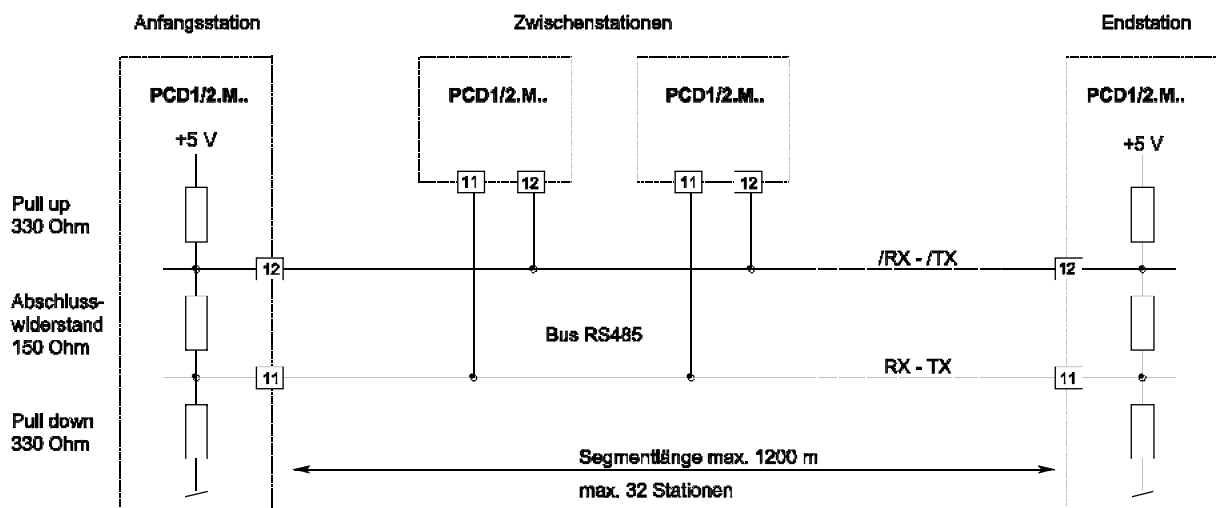 Anfangsstation
Zwischenstationen
Endstation
PCD1/2.M..
PCD1/2.M..
PCD1/2.M..
PCD1/2.M..
+5 V
+5 V
11
12
11
12
Pull up
330 Ohm
12
/RX - /TX
12
Abschluss-
widerstand
150 Ohm
Bus RS485
11
RX - TX
11
Pull down
330 Ohm
Segmentlänge max. 1200 m
max. 32 Stationen